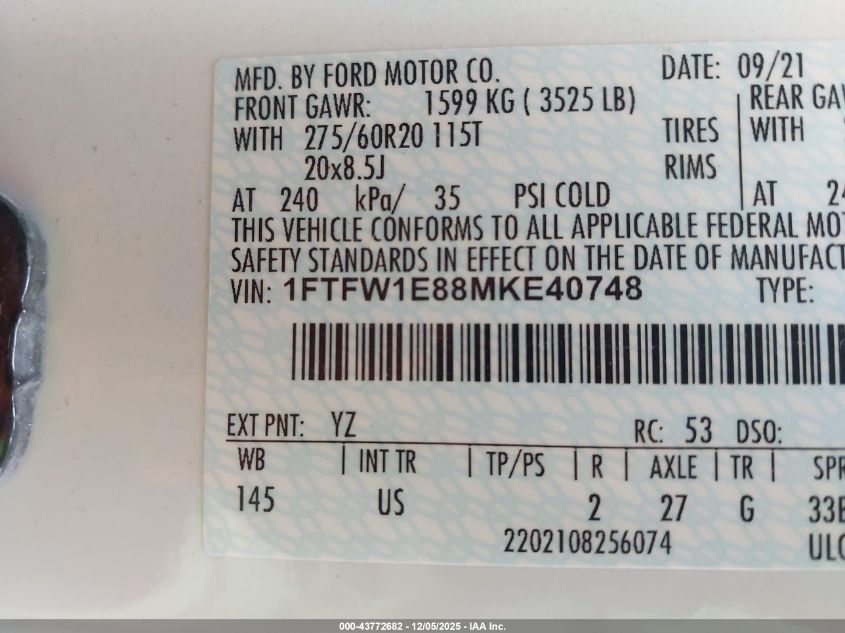 MFD. BY FORD MOTOR CO. DATE: 09/21
FRONT GAWR: 1599 KG ( 3525 LB) REAR
WITH 275/60R20 115T TIRES WITH
20x8.5J RIMS
AT 240 kPa/ 35 PSI COLD AT
THIS VEHICLE CONFORMS TO ALL APPLICABLE FEDERAL
SAFETY STANDARDS IN EFFECT ON THE DATE OF
VIN: 1FTFW1E88MKE40748 TYPE:
EXT PNT: YZ RC: 53 DSO:
WB | INT TR | TP/PS | R | AXLE | TR |
145 US 2 27 G
2202108256074
000-43772682 - 12/05/2025 - IAA Inc.